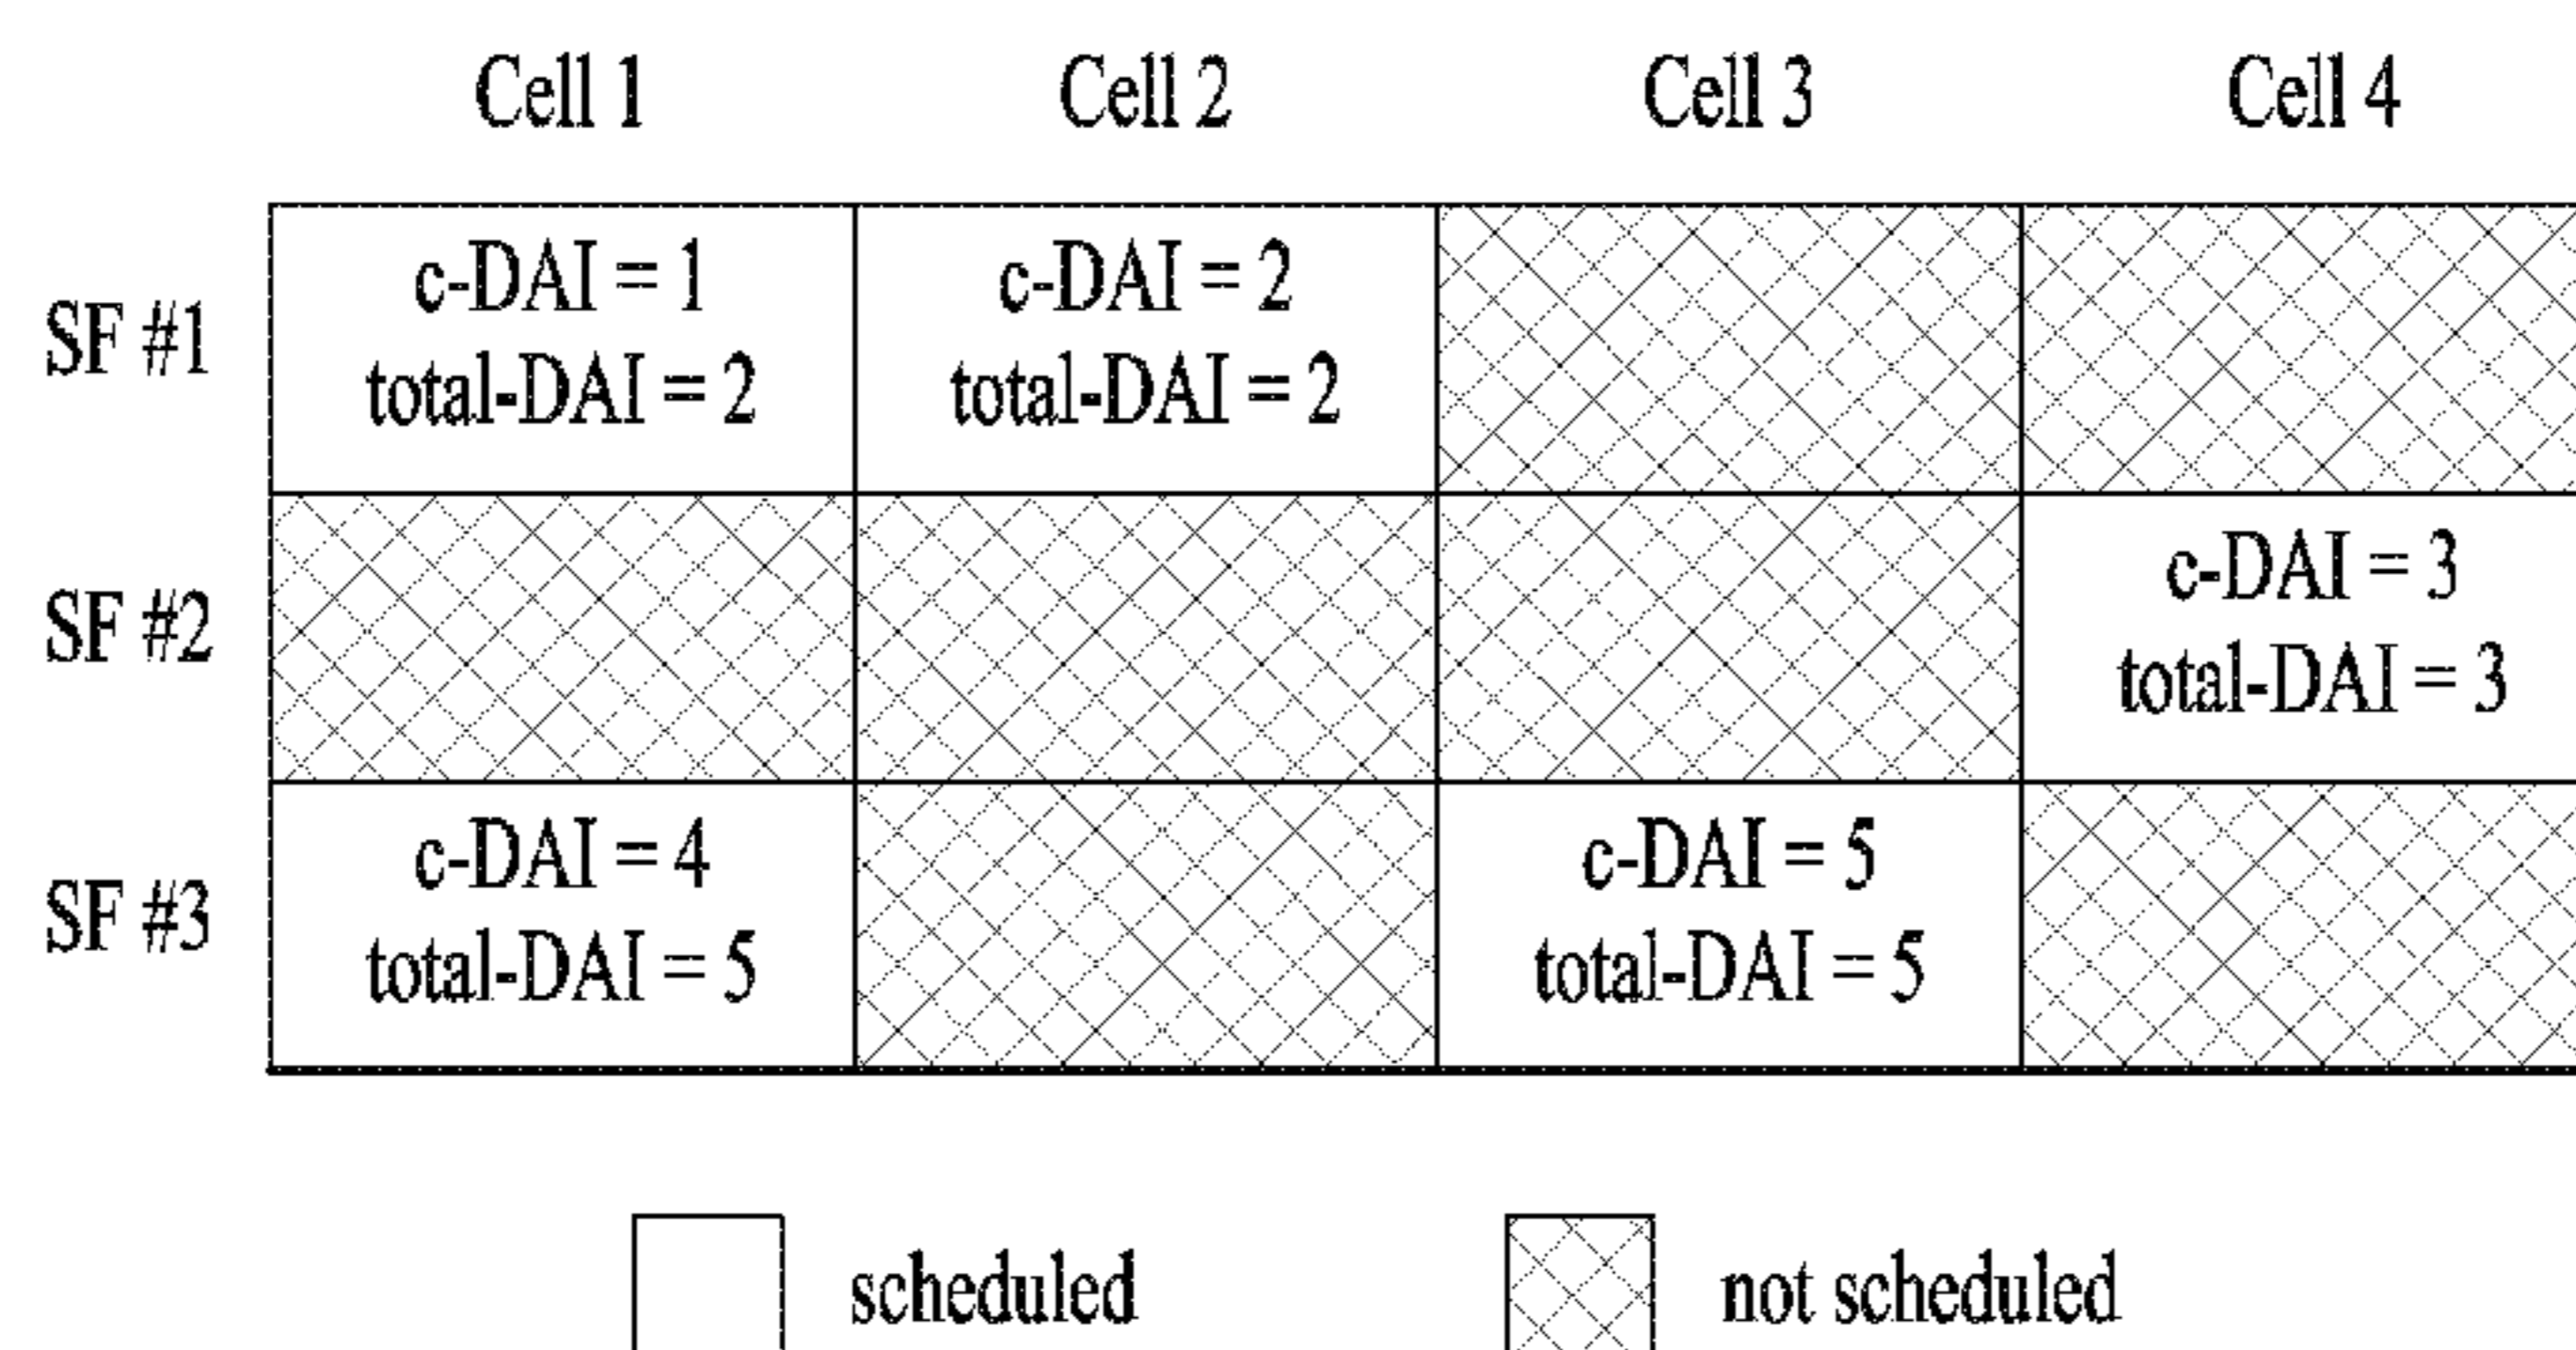 Cell 1 Cell 2 Cell 3 Cell 4
SF #1
c-DAI = 1
total-DAI = 2
c-DAI = 2
total-DAI = 2
SF #2
c-DAI = 3
total-DAI = 3
SF #3
c-DAI = 4
total-DAI = 5
c-DAI = 5
total-DAI = 5
scheduled
not scheduled